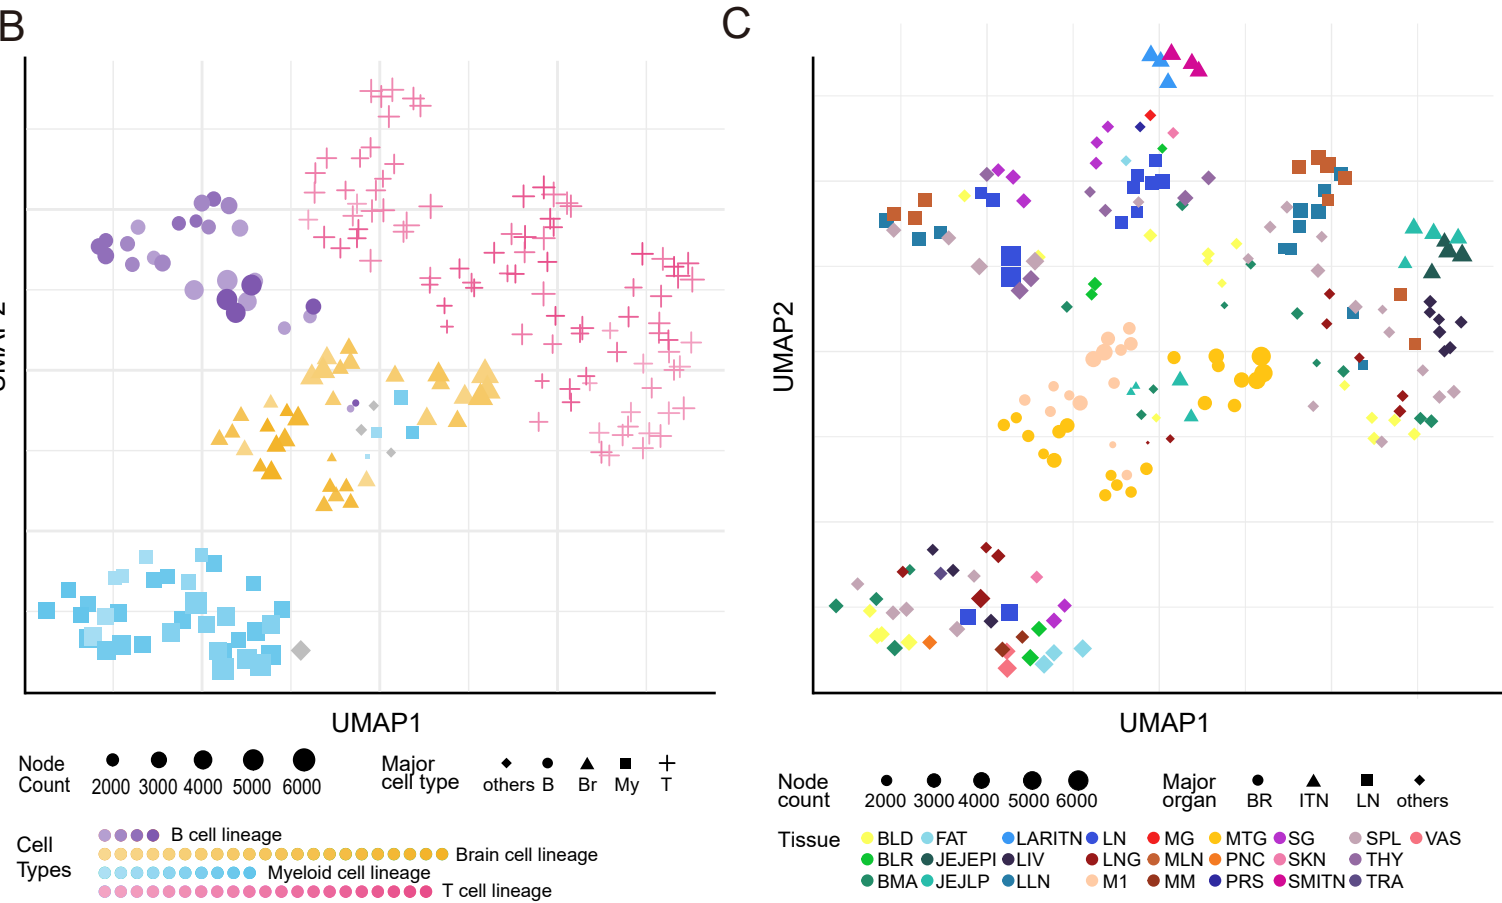 B
C
UMAP2
UMAP1
UMAP1
Node
Count
2000 3000 4000 5000 6000
Major
cell type
others B Br My T
Cell
Types
B cell lineage
Brain cell lineage
Myeloid cell lineage
T cell lineage
Node
count
2000 3000 4000 5000 6000
Major
organ
BR ITN LN others
Tissue
BLD FAT LARITN LN MG MTG SG SPL VAS
BLR JEJEPI LIV LNG MLN PNC SKN THY
BMA JEJLP LLN M1 MM PRS SMITN TRA